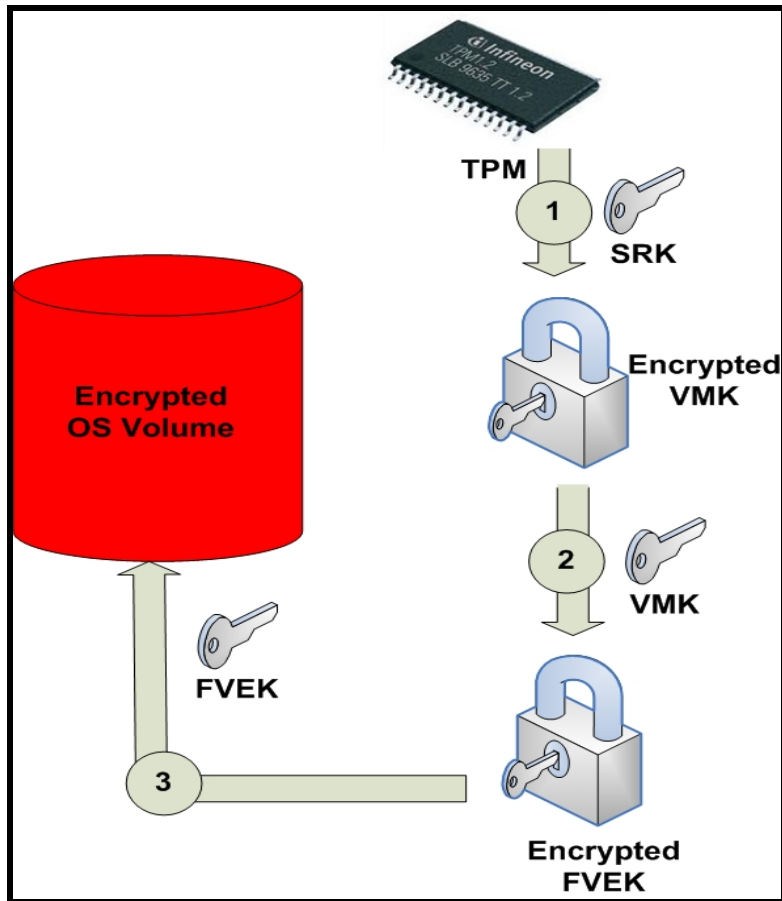 Infineon
TPM1.2
SLB 9635 TT 1.2
TPM
1
SRK
Encrypted
VMK
Encrypted
OS Volume
2
VMK
FVEK
3
Encrypted
FVEK